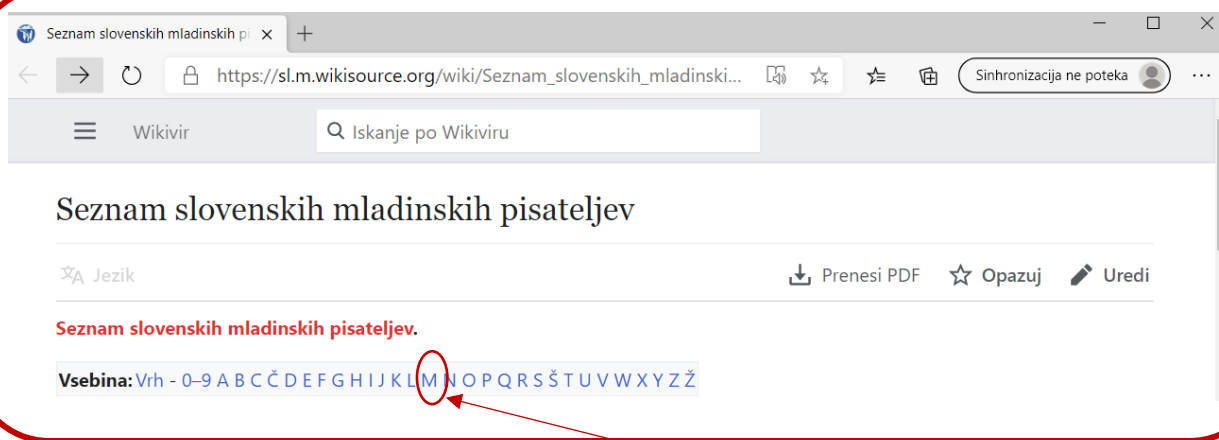 Seznam slovenskih mladinskih pi
https://sl.m.wikisource.org/wiki/Seznam_slovenskih_mladinski...
Sinhronizacija ne poteka
Wikivir
Iskanje po Wikiviru
Seznam slovenskih mladinskih pisateljev
Jezik
Prenesi PDF
Opazuj
Uredi
Seznam slovenskih mladinskih pisateljev.
Vsebina: Vrh - 0–9 A B C Č D E F G H I J K L M N O P Q R S Š T U V W X Y Z Ž